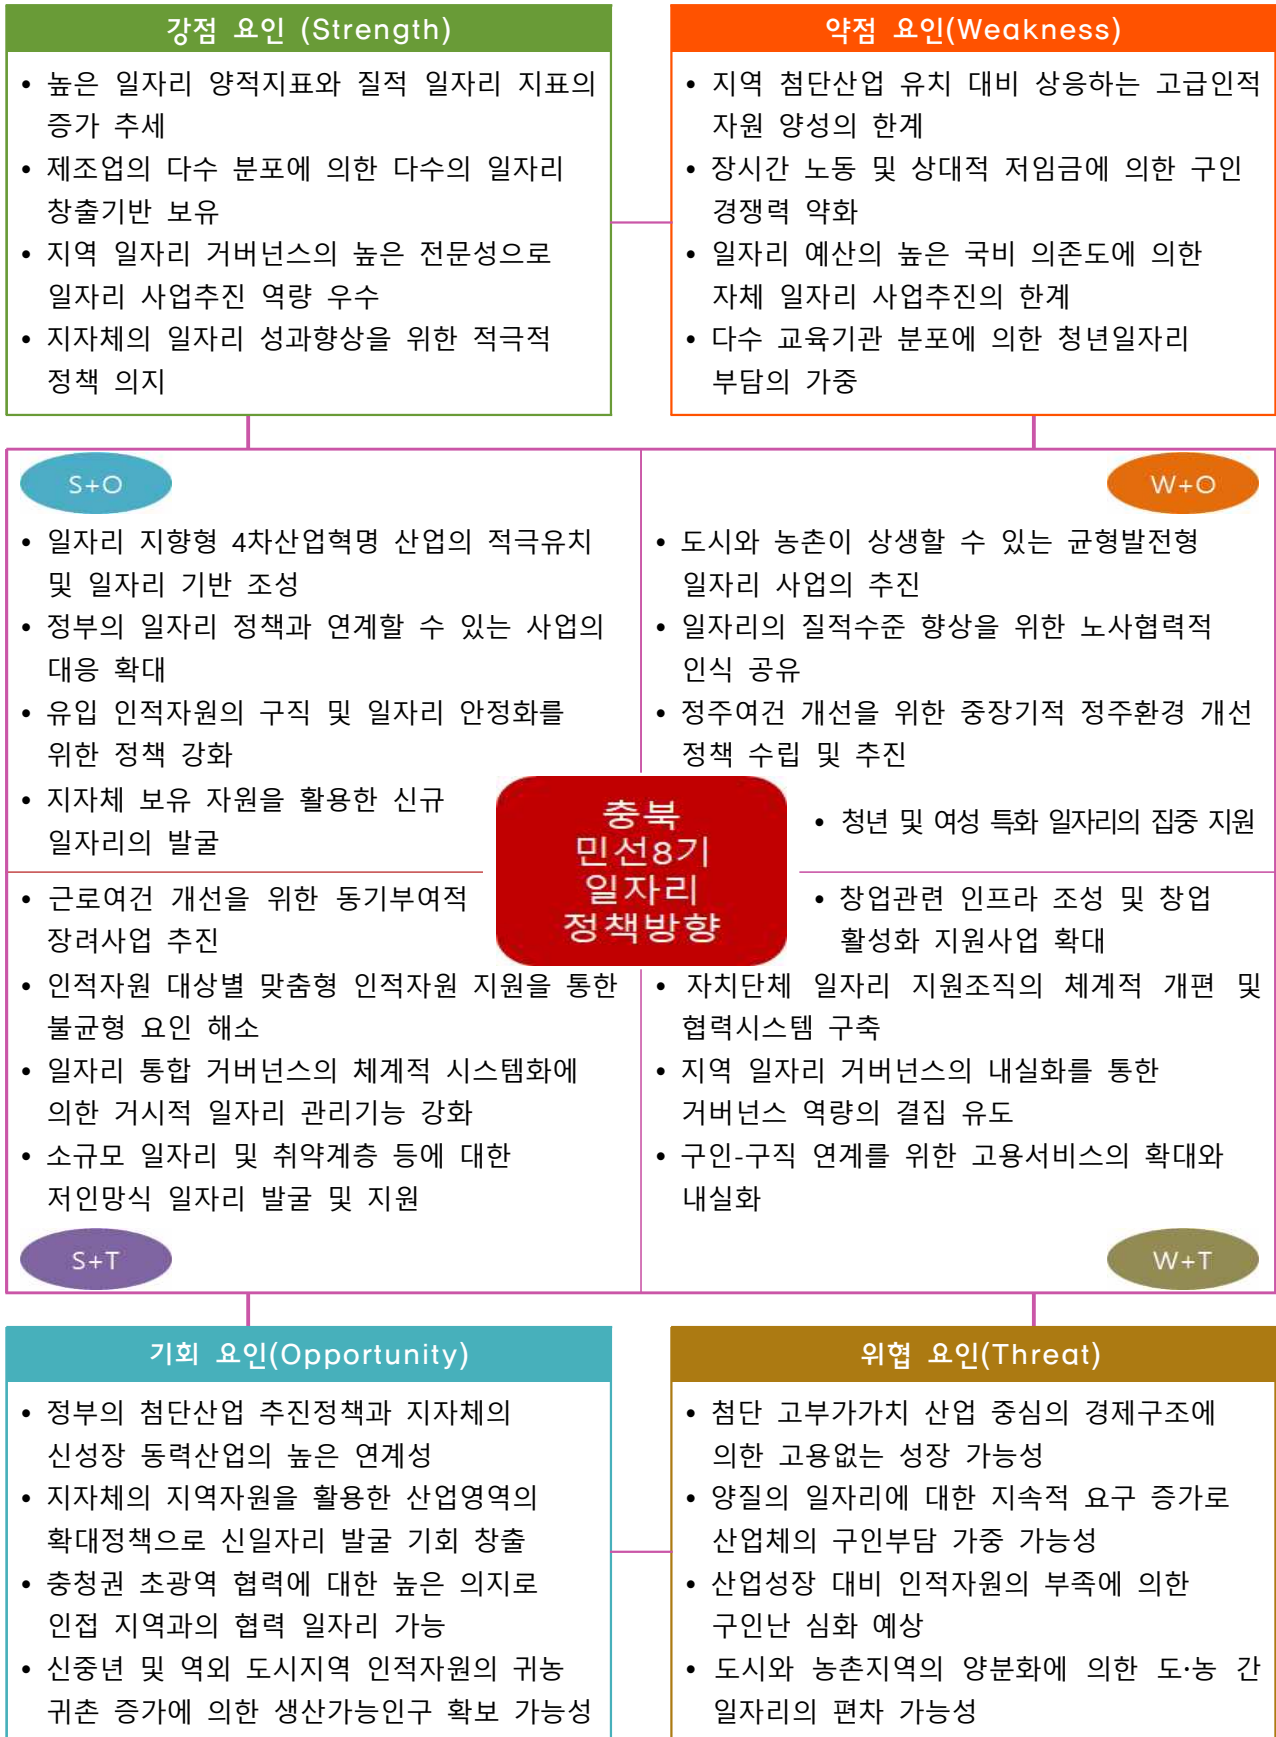 강점 요인 (Strength)
• 높은 일자리 양적지표와 질적 일자리 지표의
증가 추세
• 제조업의 다수 분포에 의한 다수의 일자리
창출기반 보유
• 지역 일자리 거버넌스의 높은 전문성으로
일자리 사업추진 역량 우수
• 지자체의 일자리 성과향상을 위한 적극적
정책 의지
약점 요인(Weakness)
• 지역 첨단산업 유치 대비 상응하는 고급인적
자원 양성의 한계
• 장시간 노동 및 상대적 저임금에 의한 구인
경쟁력 약화
• 일자리 예산의 높은 국비 의존도에 의한
자체 일자리 사업추진의 한계
• 다수 교육기관 분포에 의한 청년일자리
부담의 가중
S+O
• 일자리 지향형 4차산업혁명 산업의 적극유치
및 일자리 기반 조성
• 정부의 일자리 정책과 연계할 수 있는 사업의
대응 확대
• 유입 인적자원의 구직 및 일자리 안정화를
위한 정책 강화
• 지자체 보유 자원을 활용한 신규
일자리의 발굴
W+O
• 도시와 농촌이 상생할 수 있는 균형발전형
일자리 사업의 추진
• 일자리의 질적수준 향상을 위한 노사협력적
인식 공유
• 정주여건 개선을 위한 중장기적 정주환경 개선
정책 수립 및 추진
• 청년 및 여성 특화 일자리의 집중 지원
충북
민선8기
일자리
정책방향
• 근로여건 개선을 위한 동기부여적
장려사업 추진
• 인적자원 대상별 맞춤형 인적자원 지원을 통한
불균형 요인 해소
• 일자리 통합 거버넌스의 체계적 시스템화에
의한 거시적 일자리 관리기능 강화
• 소규모 일자리 및 취약계층 등에 대한
저인망식 일자리 발굴 및 지원
S+T
• 창업관련 인프라 조성 및 창업
활성화 지원사업 확대
• 자치단체 일자리 지원조직의 체계적 개편 및
협력시스템 구축
• 지역 일자리 거버넌스의 내실화를 통한
거버넌스 역량의 결집 유도
• 구인-구직 연계를 위한 고용서비스의 확대와
내실화
W+T
기회 요인(Opportunity)
• 정부의 첨단산업 추진정책과 지자체의
신성장 동력산업의 높은 연계성
• 지자체의 지역자원을 활용한 산업영역의
확대정책으로 신일자리 발굴 기회 창출
• 충청권 초광역 협력에 대한 높은 의지로
인접 지역과의 협력 일자리 가능
• 신중년 및 역외 도시지역 인적자원의 귀농
귀촌 증가에 의한 생산가능인구 확보 가능성
위협 요인(Threat)
• 첨단 고부가가치 산업 중심의 경제구조에
의한 고용없는 성장 가능성
• 양질의 일자리에 대한 지속적 요구 증가로
산업체의 구인부담 가중 가능성
• 산업성장 대비 인적자원의 부족에 의한
구인난 심화 예상
• 도시와 농촌지역의 양분화에 의한 도·농 간
일자리의 편차 가능성